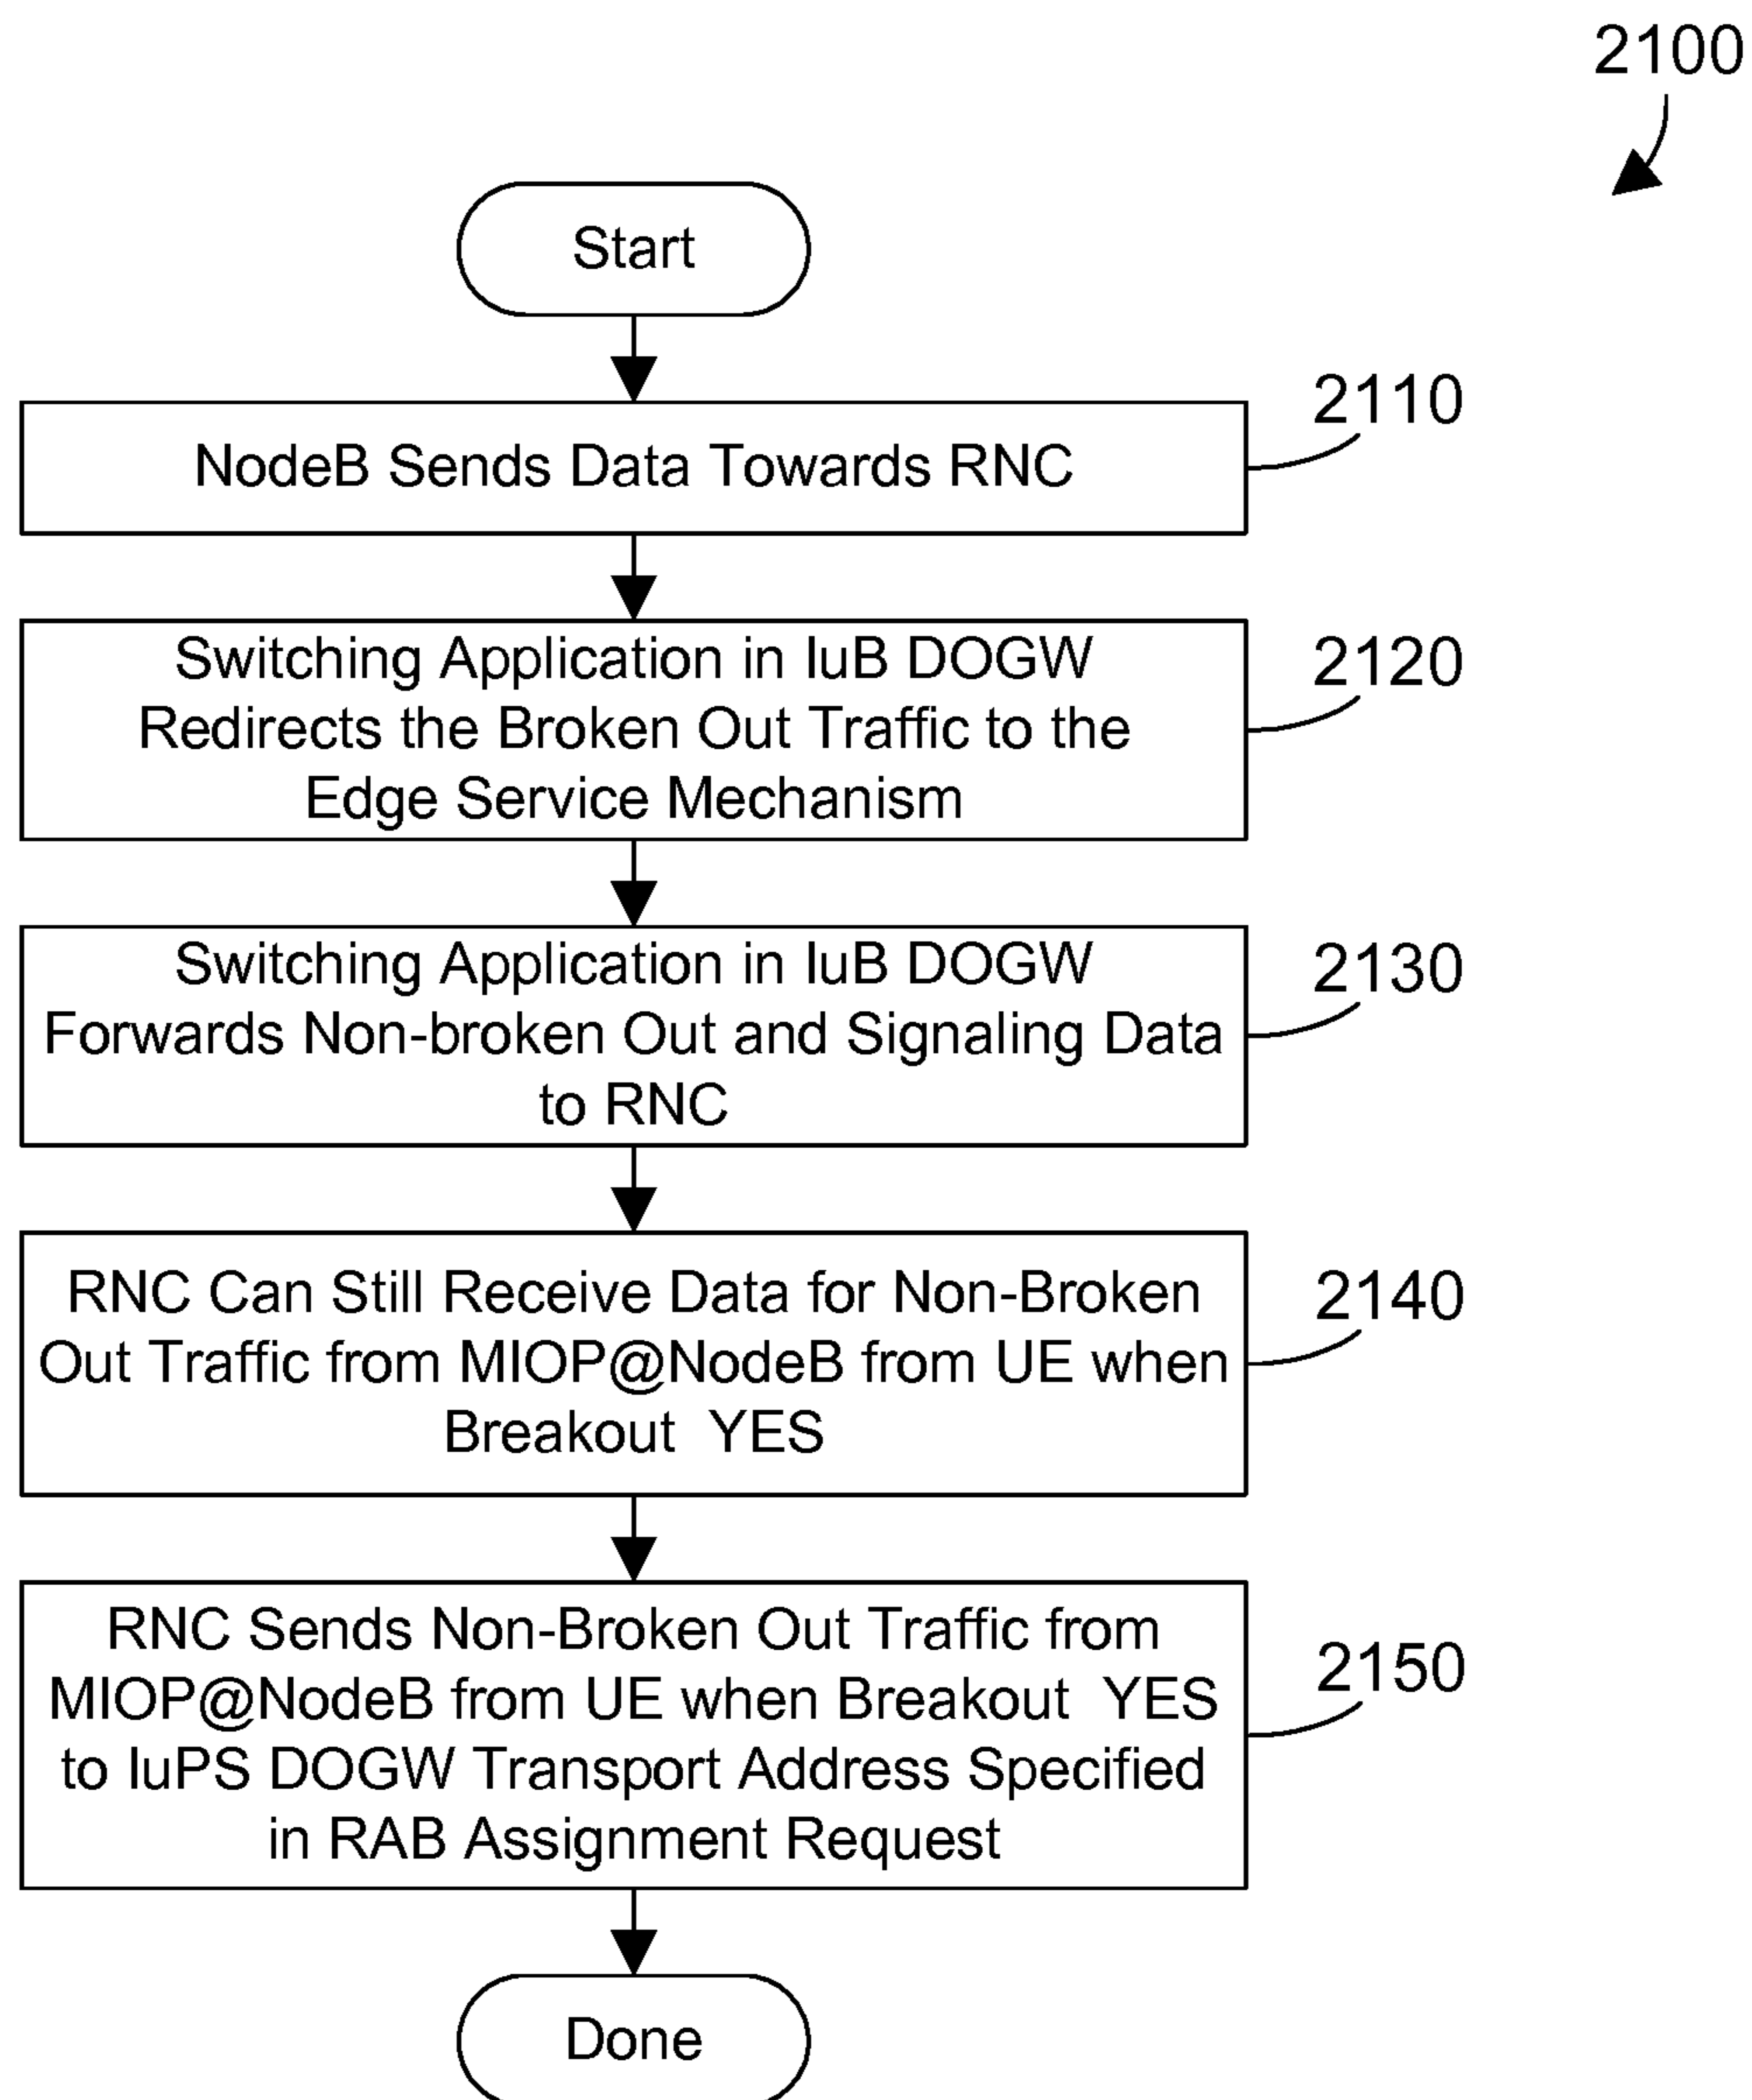 2100
Start
NodeB Sends Data Towards RNC
2110
Switching Application in IuB DOGW
Redirects the Broken Out Traffic to the
Edge Service Mechanism
2120
Switching Application in IuB DOGW
Forwards Non-broken Out and Signaling Data
to RNC
2130
RNC Can Still Receive Data for Non-Broken
Out Traffic from MIOP@NodeB from UE when
Breakout YES
2140
RNC Sends Non-Broken Out Traffic from
MIOP@NodeB from UE when Breakout YES
to IuPS DOGW Transport Address Specified
in RAB Assignment Request
2150
Done